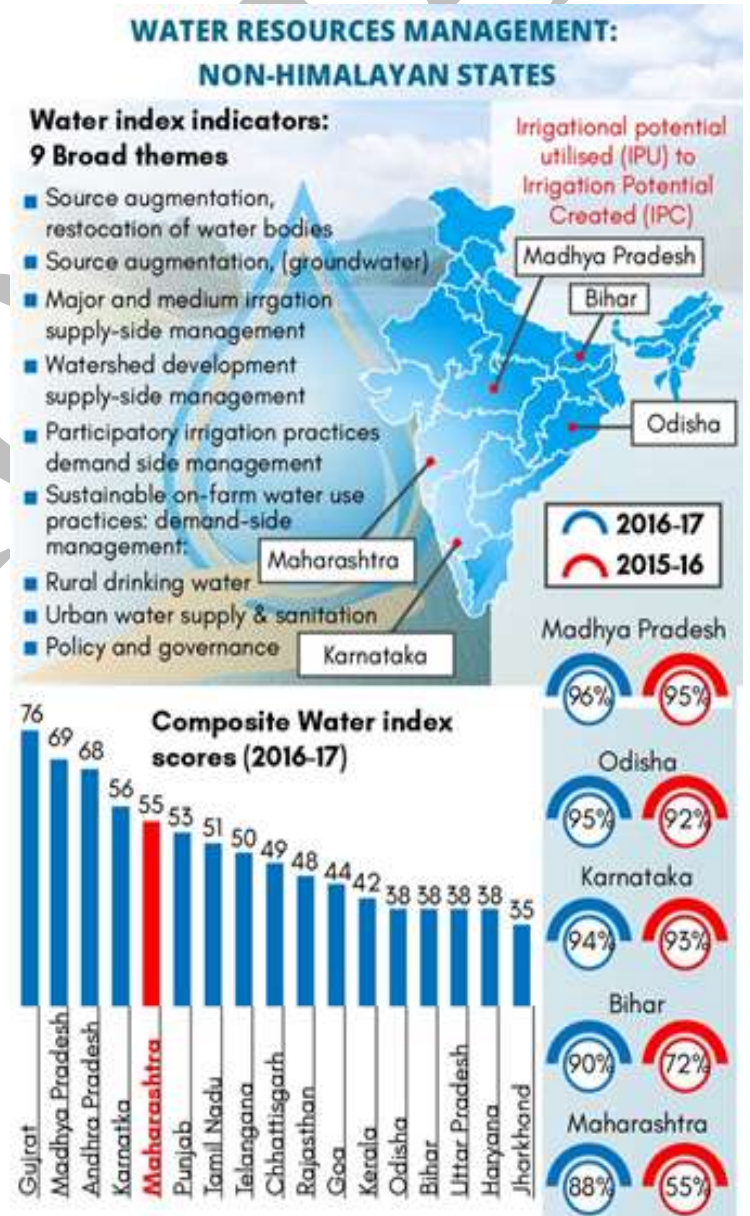 WATER RESOURCES MANAGEMENT:
NON-HIMALAYAN STATES
Water index indicators:
9 Broad themes
Source augmentation,
restocation of water bodies
Source augmentation, (groundwater)
Major and medium irrgation
supply-side management
Watershed development
supply-side management
Participatory irrigation practices
demand side management
Sustainable on-farm water use
practices: demand-side
management:
Rural drinking water
Urban water supply & sanitation
Policy and governance
Irrigational potential
utilised (IPU) to
Irrigation Potential
Created (IPC)
Madhya Pradesh
Bihar
Odisha
Maharashtra
Karnataka
2016-17
2015-16
Madhya Pradesh
96% 95%
Odisha
95% 92%
Karnataka
94% 93%
Bihar
90% 72%
Maharashtra
88% 55%
Composite Water index
scores (2016-17)
76 69 68 56 55 53 51 50 49 48 44 42 38 38 38 38 35
Gujrat
Madhya Pradesh
Andhra Pradesh
Karnatka
Maharashtra
Punjab
Tamil Nadu
Telangana
Chhattisgarh
Rajasthan
Goa
Kerala
Odisha
Bihar
Uttar Pradesh
Haryana
Jharkhand